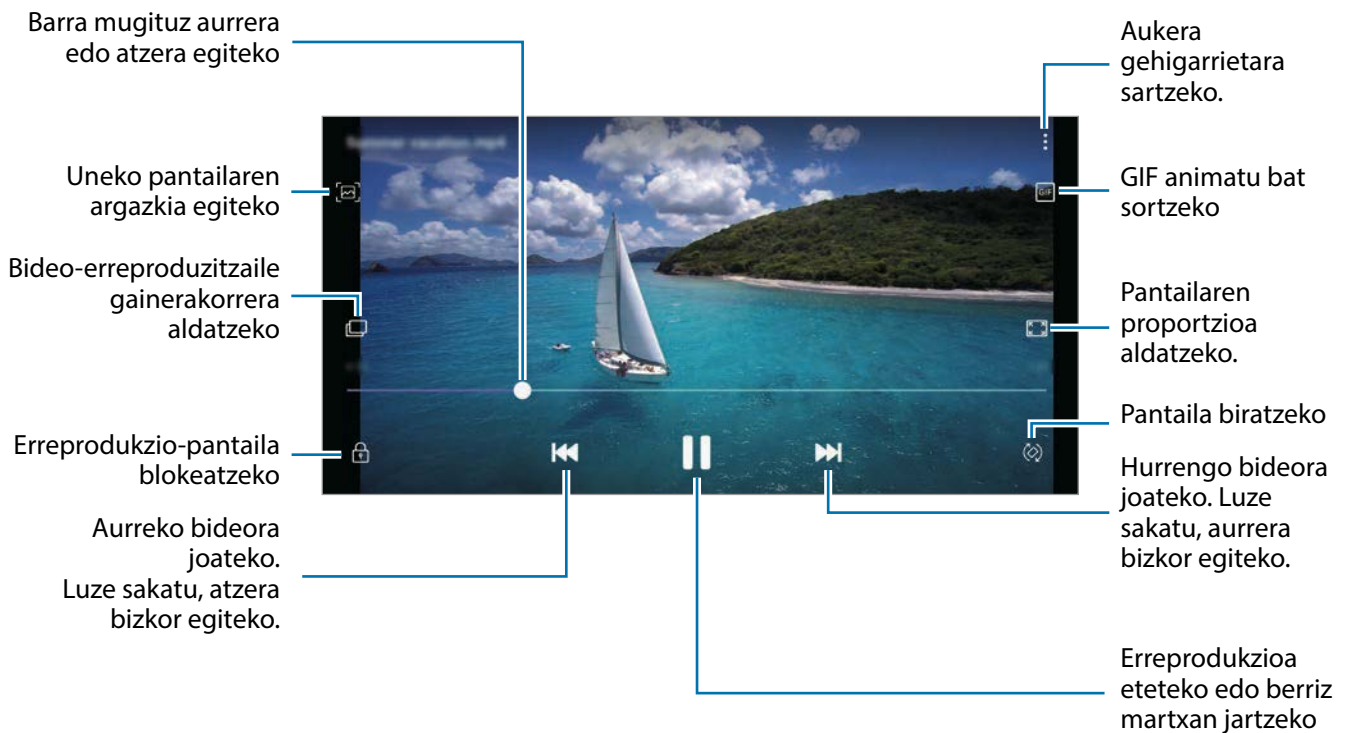 Barra mugituz aurrera
edo atzera egiteko
Uneko pantailaren
argazkia egiteko
Bideo-erreproduzitzaile
gainerakorrera
aldatzeko
Erreprodukzio-pantaila
blokeatzeko
Aurreko bideora
joateko.
Luze sakatu, atzera
bizkor egiteko.
Aukera
gehigarrietara
sartzeko.
GIF
GIF animatu bat
sortzeko
Pantailaren
proportzioa
aldatzeko.
Pantaila biratzeko
Hurrengo bideora
joateko. Luze
sakatu, aurrera
bizkor egiteko.
Erreprodukzioa
eteteko edo berriz
martxan jartzeko